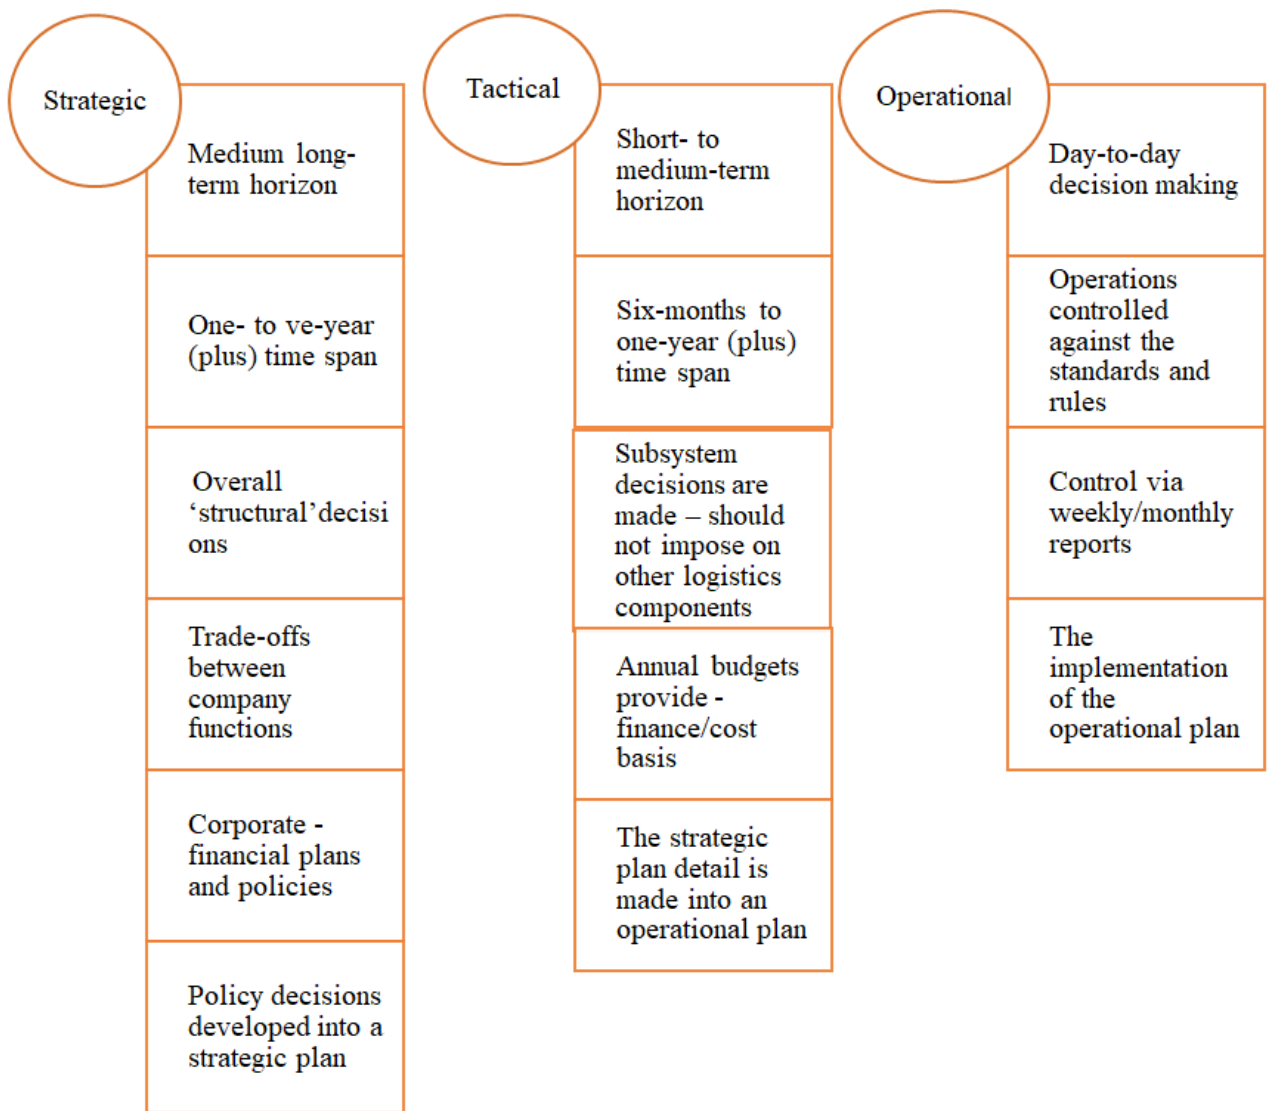 Strategic
Medium long-
term horizon
One- to ve-year
(plus) time span
Overall
‘structural’decisi
ons
Trade-offs
between
company
functions
Corporate -
financial plans
and policies
Policy decisions
developed into a
strategic plan
Tactical
Short- to
medium-term
horizon
Six-months to
one-year (plus)
time span
Subsystem
decisions are
made – should
not impose on
other logistics
components
Annual budgets
provide -
finance/cost
basis
The strategic
plan detail is
made into an
operational plan
Operational
Day-to-day
decision making
Operations
controlled
against the
standards and
rules
Control via
weekly/monthly
reports
The
implementation
of the
operational plan